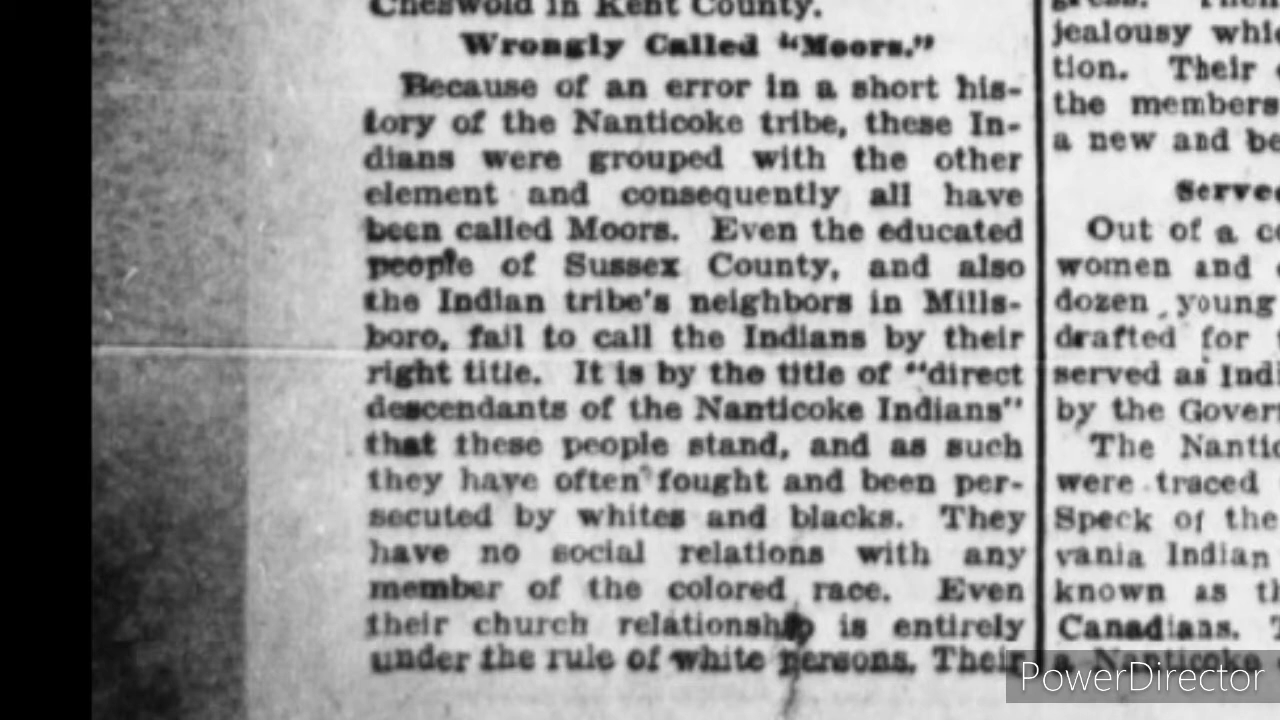 Cheswold in Kent County.
Wrongly Called "Moors."
Because of an error in a short his-
tory of the Nanticoke tribe, these In-
dians were grouped with the other
element and consequently all have
been called Moors. Even the educated
people of Sussex County, and also
the Indian tribe's neighbors in Mills-
boro, fail to call the Indians by their
right title. It is by the title of "direct
descendants of the Nanticoke Indians"
that these people stand, and as such
they have often fought and been per-
secuted by whites and blacks. They
have no social relations with any
member of the colored race. Even
their church relationship is entirely
under the rule of white persons. Their
jealousy whic
tion. Their
the members
a new and be
Serve
Out of a c
women and
dozen young
drafted for
served as Indi
by the Govern
The Nantic
were traced
Speck of the
vania Indian
known as th
Canadians.
a Nanticoke
PowerDirector